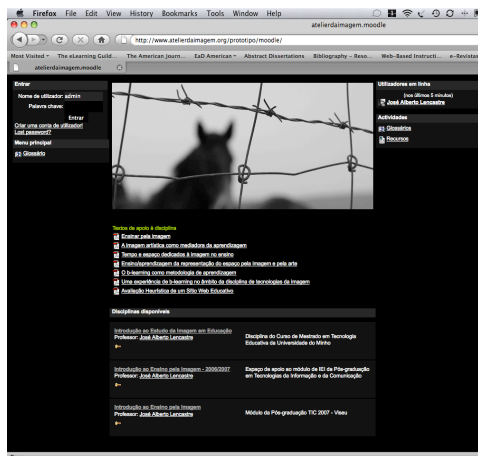 Firefox File Edit View History Bookmarks Tools Window Help
atelierdaimagem.moodle
http://www.atelierdaimagem.org/prototipo/moodle/
Most Visited The eLearning Guild... The American Journ... EaD American Abstract Dissertations Bibliography - Reso... Web-Based Instructi... e-Revistas
atelierdaimagem.moodle
Entrar
Nome de utilizador: admin
Palavra chave:
Entrar
Criar uma conta de utilizador!
Lost password?
Menu principal
Glossário
Textos de apoio à disciplina
Ensinar pela imagem
A imagem artística como mediadora da aprendizagem
Tempo e espaço dedicados à imagem no ensino
Ensino/aprendizagem da representação do espaço pela imagem e pela arte
O b-learning como metodologia de aprendizagem
Uma experiência de b-learning no âmbito da disciplina de tecnologias da imagem
Avaliação Heurística de um Sítio Web Educativo
Disciplinas disponíveis
Introdução ao Estudo da Imagem em Educação
Professor: José Alberto Lencastre
Disciplina do Curso de Mestrado em Tecnologia
Educativa da Universidade do Minho
Introdução ao Ensino pela Imagem - 2006/2007
Professor: José Alberto Lencastre
Espaço de apoio ao módulo de IEI de Pós-graduação
em Tecnologias da Informação e da Comunicação
Introdução ao Ensino pela Imagem
Professor: José Alberto Lencastre
Módulo da Pós-graduação TIC 2007 - Viseu
Utilizadores em linha
(nos últimos 5 minutos)
José Alberto Lencastre
Actividades
Glossários
Recursos